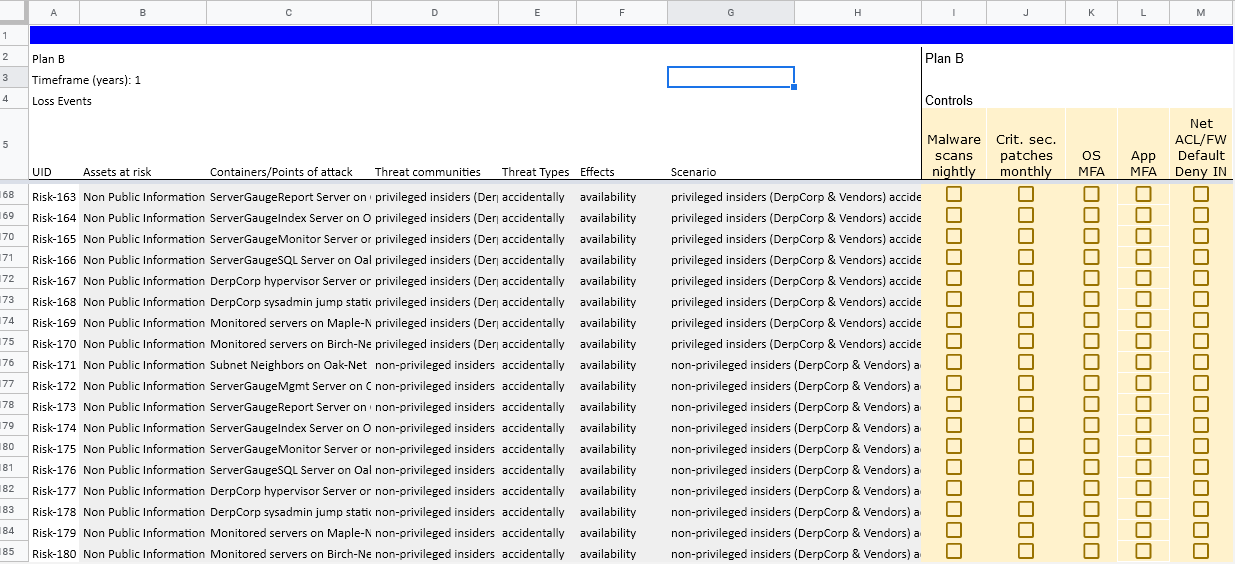 A B C D E F G H I J K L M
1
2 Plan B Plan B
3 Timeframe (years): 1
4 Loss Events Controls
5 UID Assets at risk Containers/Points of attack Threat communities Threat Types Effects Scenario Malware scans nightly Crit. sec. patches monthly OS MFA App MFA Net ACL/FW Default Deny IN
168 Risk-163 Non Public Information ServerGaugeReport Server on privileged insiders (Der accidentally availability privileged insiders (DerpCorp & Vendors) accide
169 Risk-164 Non Public Information ServerGaugeIndex Server on O privileged insiders (Der accidentally availability privileged insiders (DerpCorp & Vendors) accide
170 Risk-165 Non Public Information ServerGaugeMonitor Server or privileged insiders (Der accidentally availability privileged insiders (DerpCorp & Vendors) accide
171 Risk-166 Non Public Information ServerGaugeSQL Server on Oal privileged insiders (Der accidentally availability privileged insiders (DerpCorp & Vendors) accide
172 Risk-167 Non Public Information DerpCorp hypervisor Server or privileged insiders (Der accidentally availability privileged insiders (DerpCorp & Vendors) accide
173 Risk-168 Non Public Information DerpCorp sysadmin jump static privileged insiders (Der accidentally availability privileged insiders (DerpCorp & Vendors) accide
174 Risk-169 Non Public Information Monitored servers on Maple-N privileged insiders (Der accidentally availability privileged insiders (DerpCorp & Vendors) accide
175 Risk-170 Non Public Information Monitored servers on Birch-Ne privileged insiders (Der accidentally availability privileged insiders (DerpCorp & Vendors) accide
176 Risk-171 Non Public Information Subnet Neighbors on Oak-Net non-privileged insiders accidentally availability non-privileged insiders (DerpCorp & Vendors) a
177 Risk-172 Non Public Information ServerGaugeMgmt Server on C non-privileged insiders accidentally availability non-privileged insiders (DerpCorp & Vendors) a
178 Risk-173 Non Public Information ServerGaugeReport Server on non-privileged insiders accidentally availability non-privileged insiders (DerpCorp & Vendors) a
179 Risk-174 Non Public Information ServerGaugeIndex Server on O non-privileged insiders accidentally availability non-privileged insiders (DerpCorp & Vendors) a
180 Risk-175 Non Public Information ServerGaugeMonitor Server or non-privileged insiders accidentally availability non-privileged insiders (DerpCorp & Vendors) a
181 Risk-176 Non Public Information ServerGaugeSQL Server on Oal non-privileged insiders accidentally availability non-privileged insiders (DerpCorp & Vendors) a
182 Risk-177 Non Public Information DerpCorp hypervisor Server or non-privileged insiders accidentally availability non-privileged insiders (DerpCorp & Vendors) a
183 Risk-178 Non Public Information DerpCorp sysadmin jump static non-privileged insiders accidentally availability non-privileged insiders (DerpCorp & Vendors) a
184 Risk-179 Non Public Information Monitored servers on Maple-N non-privileged insiders accidentally availability non-privileged insiders (DerpCorp & Vendors) a
185 Risk-180 Non Public Information Monitored servers on Birch-Ne non-privileged insiders accidentally availability non-privileged insiders (DerpCorp & Vendors) a